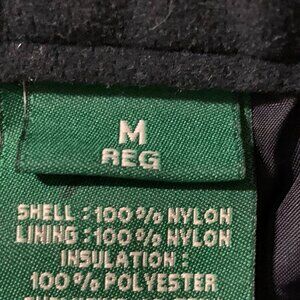 M
REG
SHELL : 100% NYLON
LINING : 100% NYLON
INSULATION :
100% POLYESTER